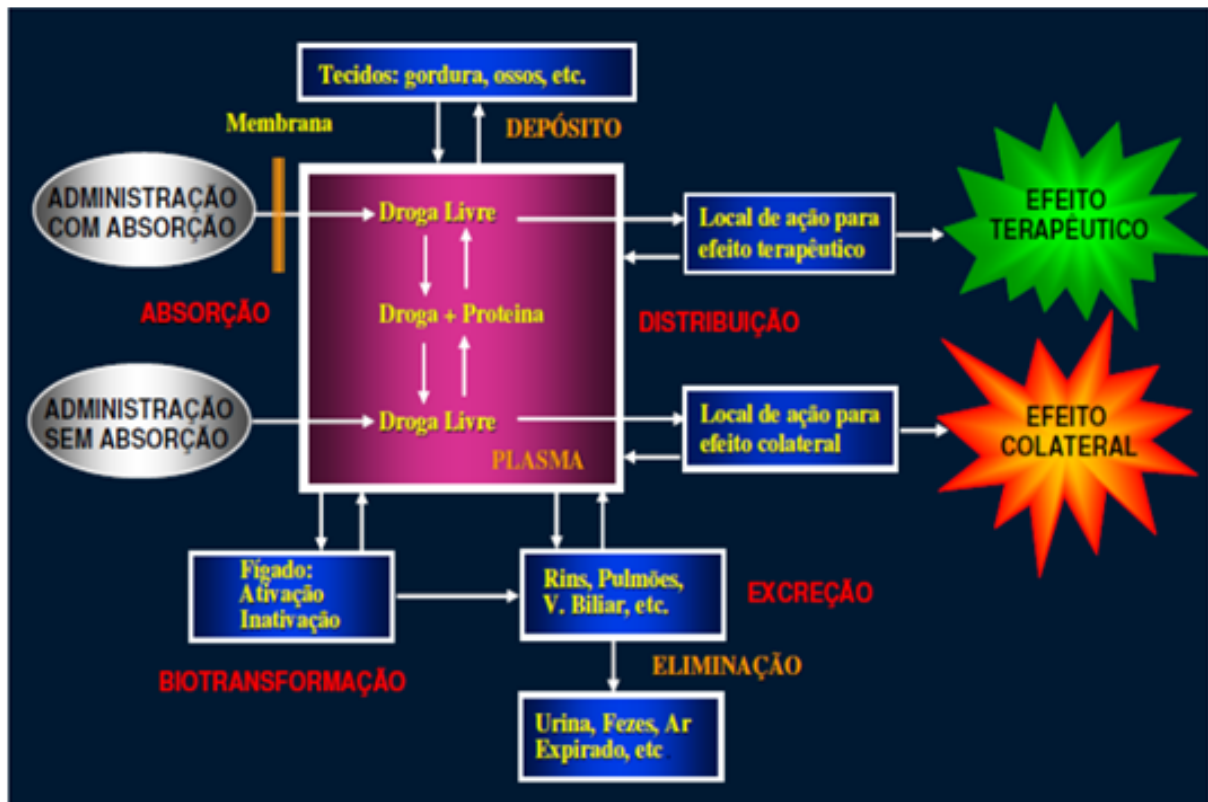 Tecidos: gordura, ossos, etc.
Membrana
DEPÓSITO
ADMINISTRAÇÃO
COM ABSORÇÃO
Droga Livre
Local de ação para
efeito terapêutico
EFEITO
TERAPÊUTICO
ABSORÇÃO
Droga + Proteina
DISTRIBUIÇÃO
ADMINISTRAÇÃO
SEM ABSORÇÃO
Droga Livre
PLASMA
Local de ação para
efeito colateral
EFEITO
COLATERAL
Fígado:
Ativação
Inativação
Rins, Pulmões,
V. Biliar, etc.
EXCREÇÃO
BIOTRANSFORMAÇÃO
ELIMINAÇÃO
Urina, Fezes, Ar
Expirado, etc